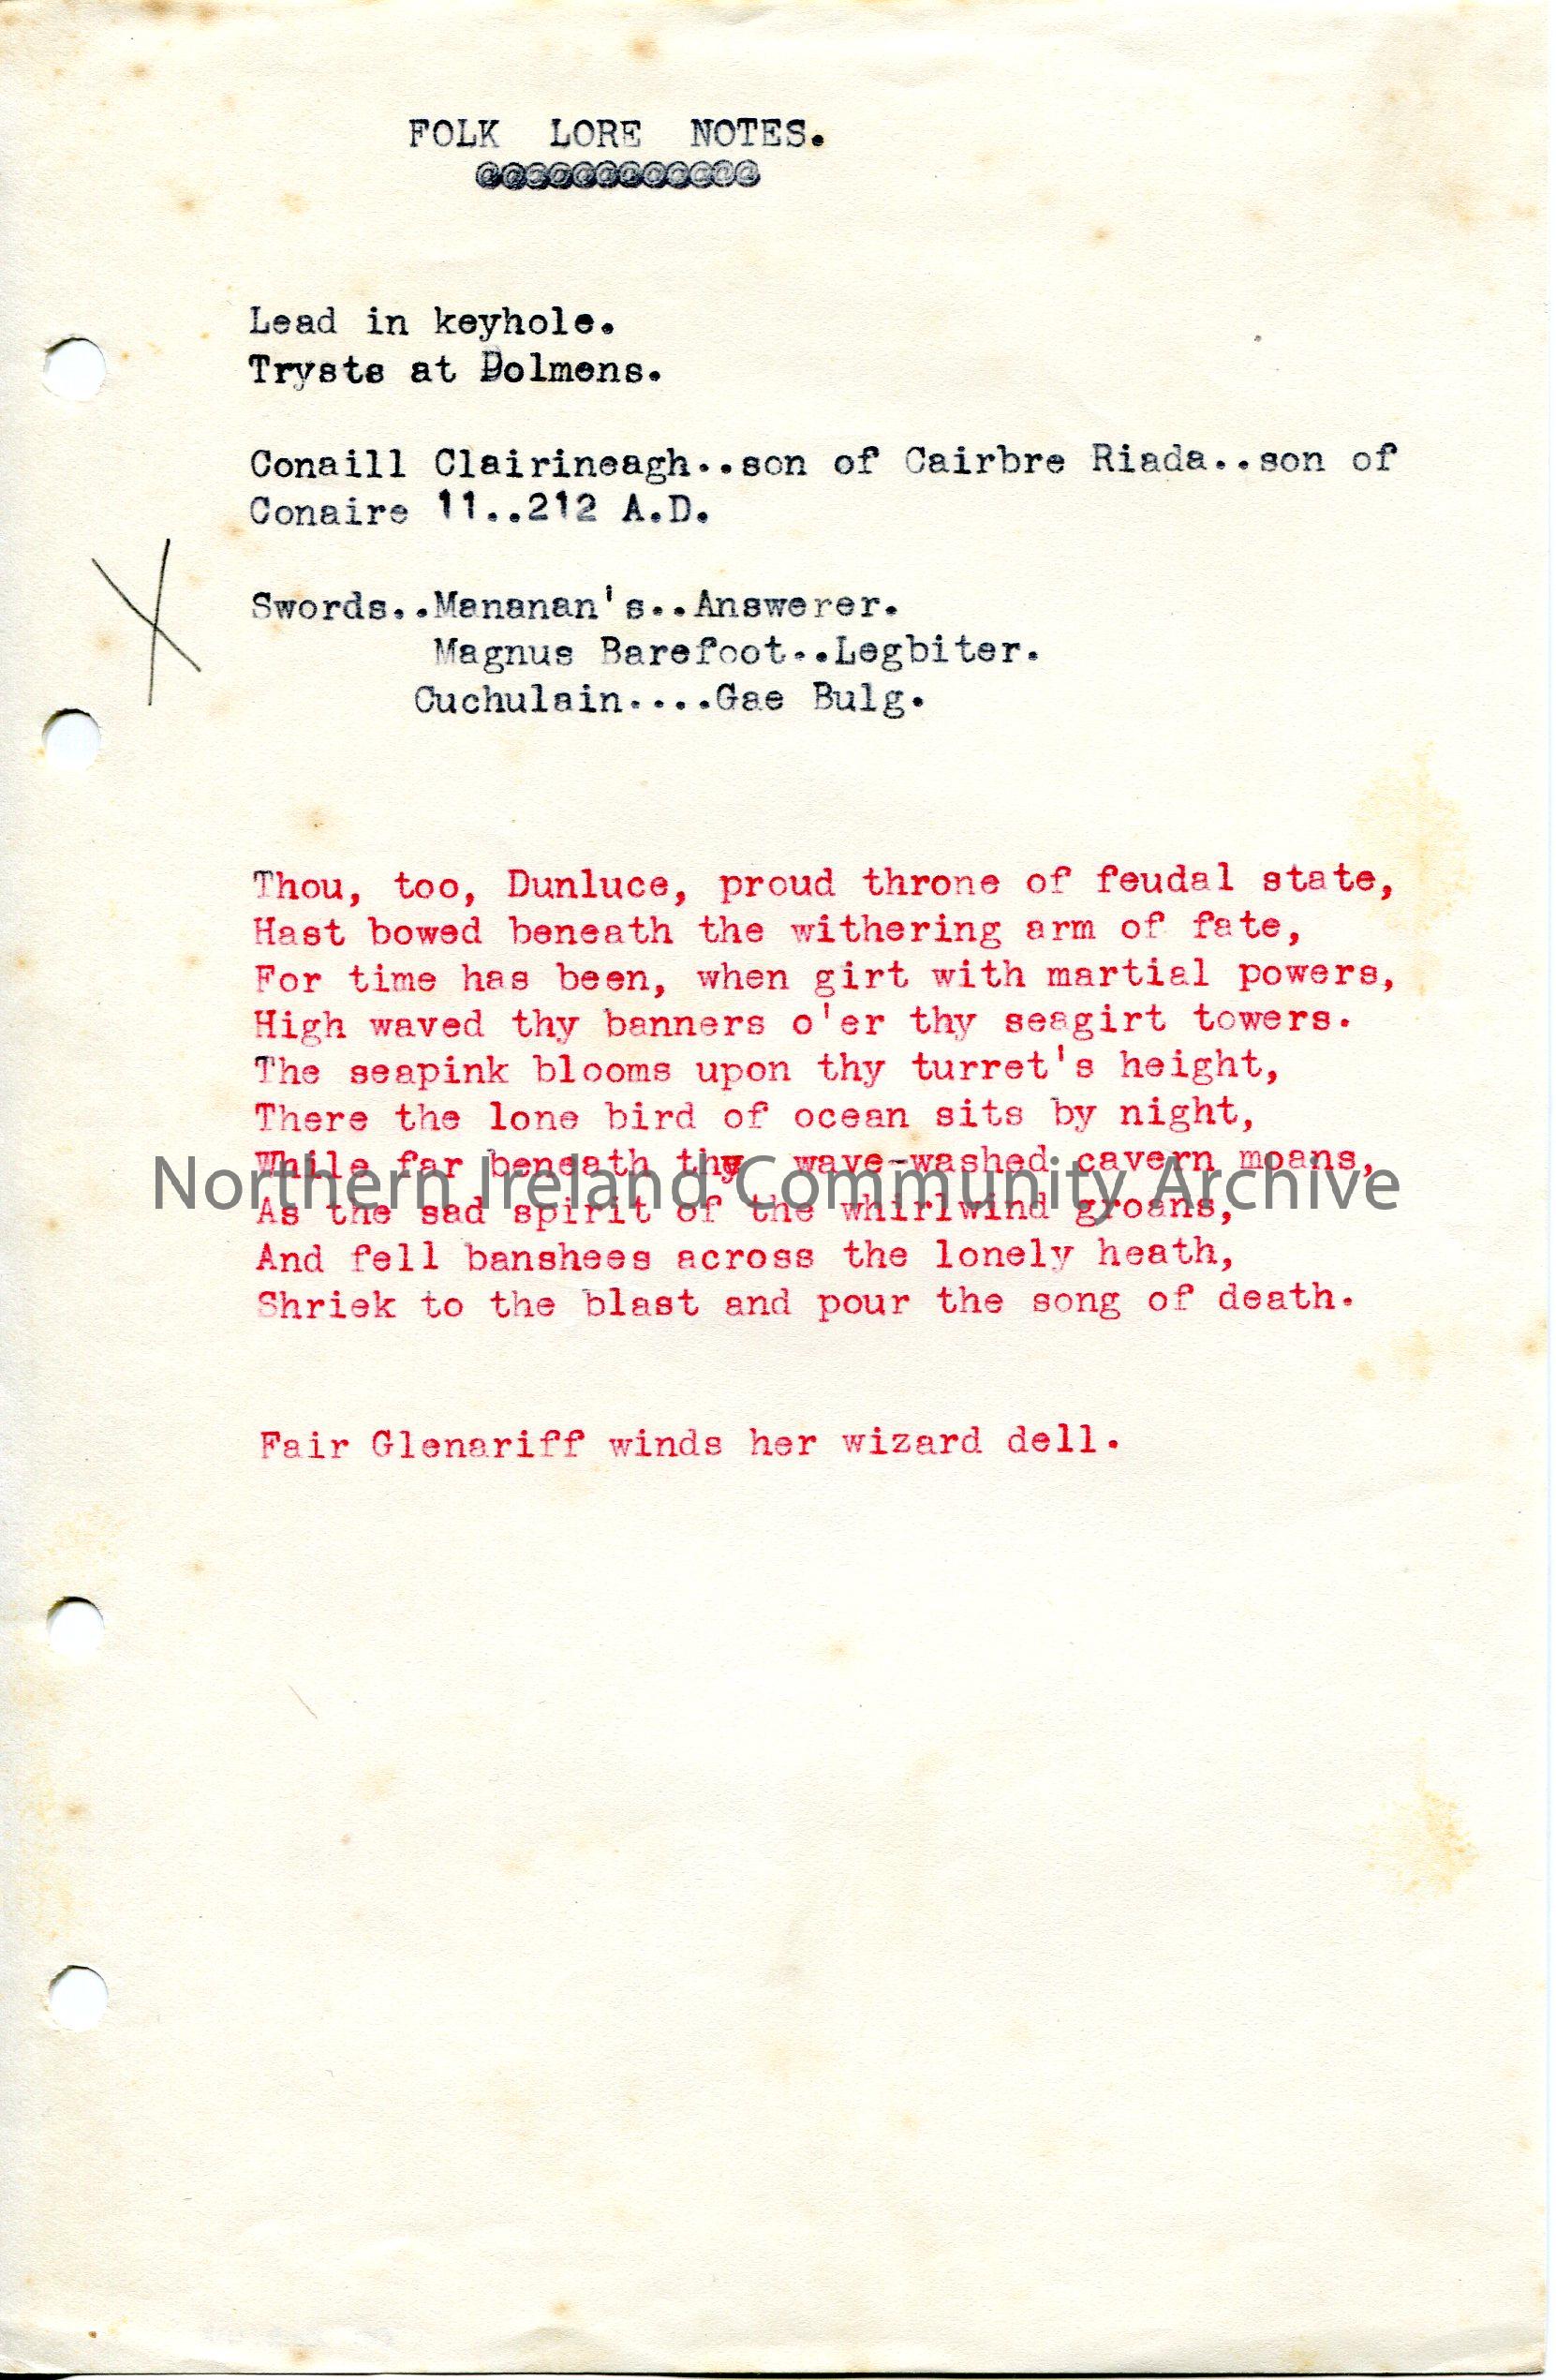 FOLK LORE NOTES.
@@@@@@@@@@@@
Lead in keyhole.
Trysts at Dolmens.
Conaill Clairineagh..son of Cairbre Riada..son of
Conaire 11..212 A.D.
Swords..Mananan's..Answerer.
Magnus Barefoot..Legbiter.
Cuchulain....Gae Bulg.
Thou, too, Dunluce, proud throne of feudal state,
Hast bowed beneath the withering arm of fate,
For time has been, when girt with martial powers,
High waved thy banners o'er thy seagirt towers.
The seapink blooms upon thy turret's height,
There the lone bird of ocean sits by night,
While far beneath thy wave-washed cavern moans,
Northern Ireland Community Archive
As the sad spirit of the whirlwind groans,
And fell banshees across the lonely heath,
Shriek to the blast and pour the song of death.
Fair Glenariff winds her wizard dell.